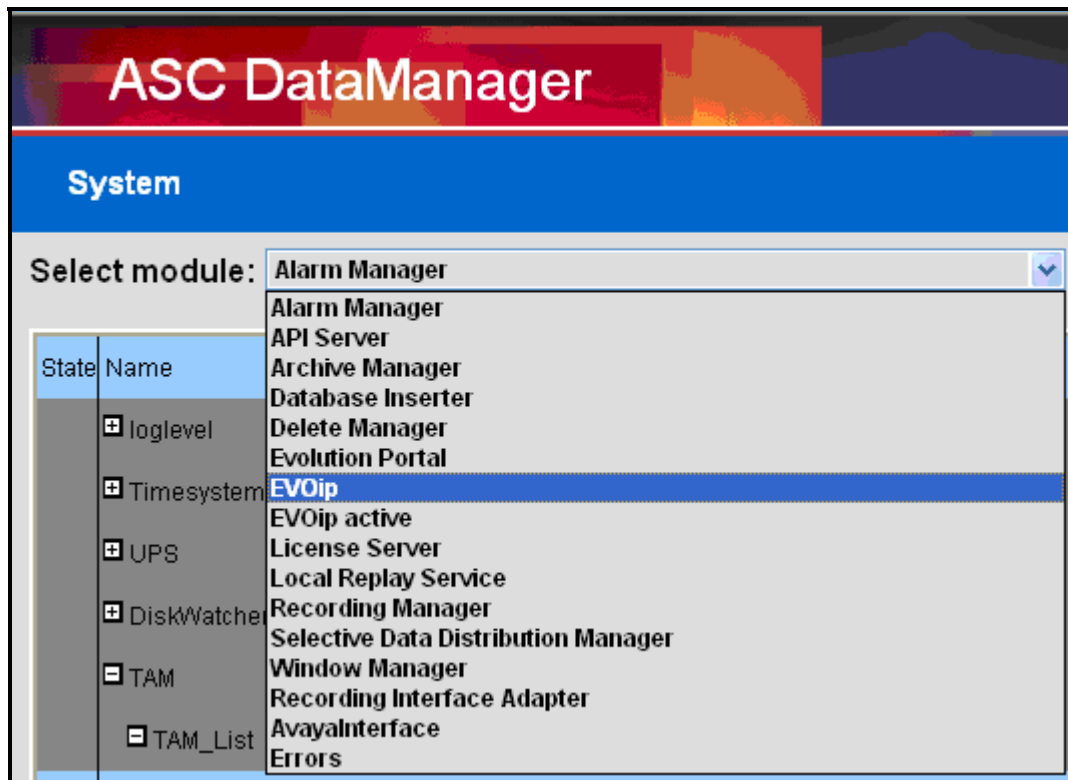 ASC DataManager
System
Select module: Alarm Manager
Alarm Manager
API Server
Archive Manager
Database Inserter
Delete Manager
Evolution Portal
EVOip
EVOip active
License Server
Local Replay Service
Recording Manager
Selective Data Distribution Manager
Window Manager
Recording Interface Adapter
AvayaInterface
Errors
State Name
loglevel
Timesystem
UPS
DiskWatcher
TAM
TAM_List